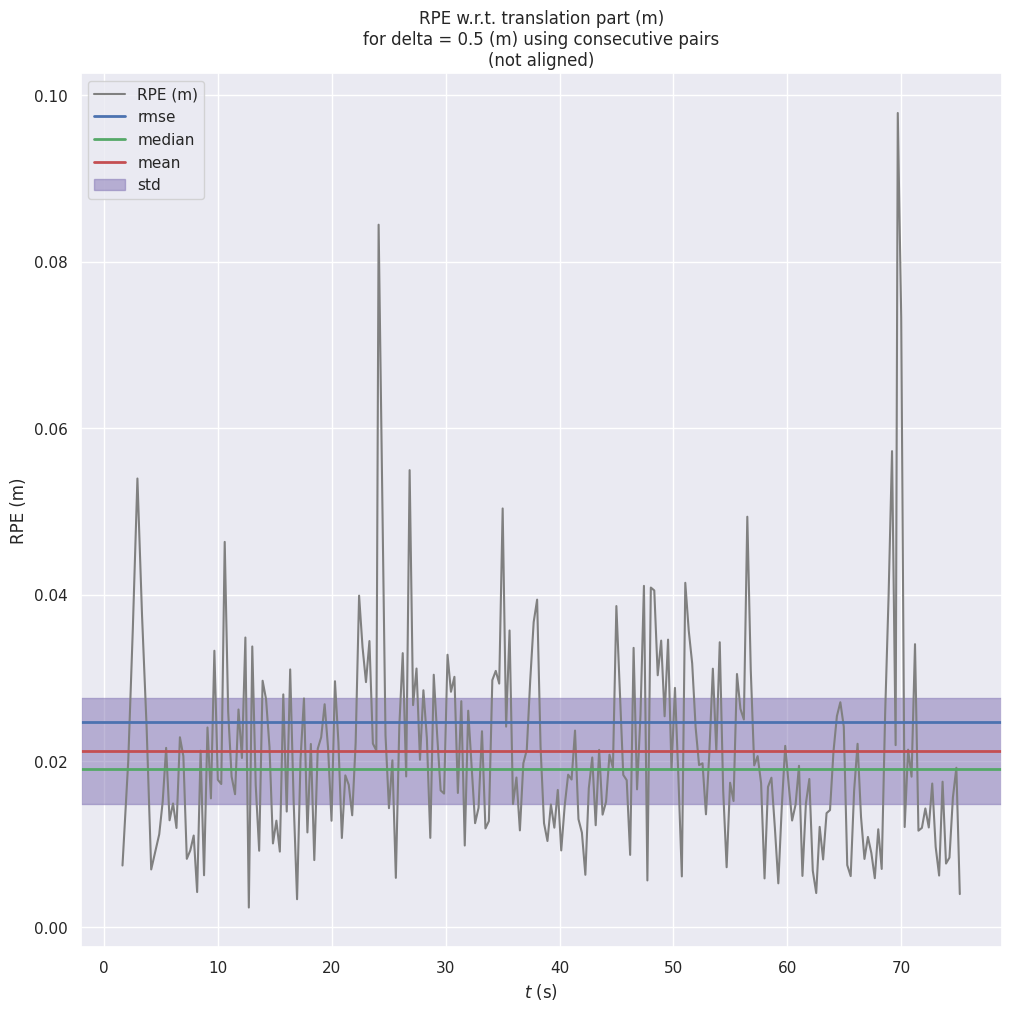 RPE w.r.t. translation part (m)
for delta = 0.5 (m) using consecutive pairs
(not aligned)
RPE (m)
rmse
median
mean
std
0.10
0.08
0.06
0.04
0.02
0.00
RPE (m)
0
10
20
30
40
50
60
70
t (s)